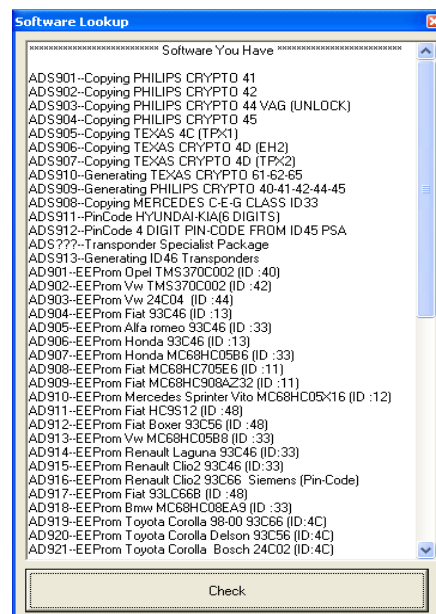 Software Lookup
************************** Software You Have *************************
ADS901--Copying PHILIPS CRYPTO 41
ADS902--Copying PHILIPS CRYPTO 42
ADS903--Copying PHILIPS CRYPTO 44 VAG (UNLOCK)
ADS904--Copying PHILIPS CRYPTO 45
ADS905--Copying TEXAS 4C (TPX1)
ADS906--Copying TEXAS CRYPTO 4D (EH2)
ADS907--Copying TEXAS CRYPTO 4D (TPX2)
ADS910--Generating TEXAS CRYPTO 61-62-65
ADS909--Generating PHILIPS CRYPTO 40-41-42-44-45
ADS908--Copying MERCEDES C-E-G CLASS ID33
ADS911--PinCode HYUNDAI-KIA(6 DIGITS)
ADS912--PinCode 4 DIGIT PIN-CODE FROM ID45 PSA
ADS???--Transponder Specialist Package
ADS913--Generating ID46 Transponders
AD901--EEProm Opel TMS370C002 (ID :40)
AD902--EEProm Vw TMS370C002 (ID :42)
AD903--EEProm Vw 24C04  (ID :44)
AD904--EEProm Fiat 93C46 (ID :13)
AD905--EEProm Alfa romeo 93C46 (ID :33)
AD906--EEProm Honda 93C46 (ID :13)
AD907--EEProm Honda MC68HC05B6 (ID :33)
AD908--EEProm Fiat MC68HC705E6 (ID :11)
AD909--EEProm Fiat MC68HC908AZ32 (ID :11)
AD910--EEProm Mercedes Sprinter Vito MC68HC05X16 (ID :12)
AD911--EEProm Fiat HC9S12 (ID :48)
AD912--EEProm Fiat Boxer 93C56 (ID :48)
AD913--EEProm Vw MC68HC05B8 (ID :33)
AD914--EEProm Renault Laguna 93C46 (ID:33)
AD915--EEProm Renault Clio2 93C46 (ID:33)
AD916--EEProm Renault Clio2 93C66  Siemens (Pin-Code)
AD917--EEProm Fiat 93LC66B (ID :48)
AD918--EEProm Bmw MC68HC08EA9 (ID :33)
AD919--EEProm Toyota Corolla 98-00 93C66 (ID:4C)
AD920--EEProm Toyota Corolla Delson 93C56 (ID:4C)
AD921--EEProm Toyota Corolla  Bosch 24C02 (ID:4C)
Check